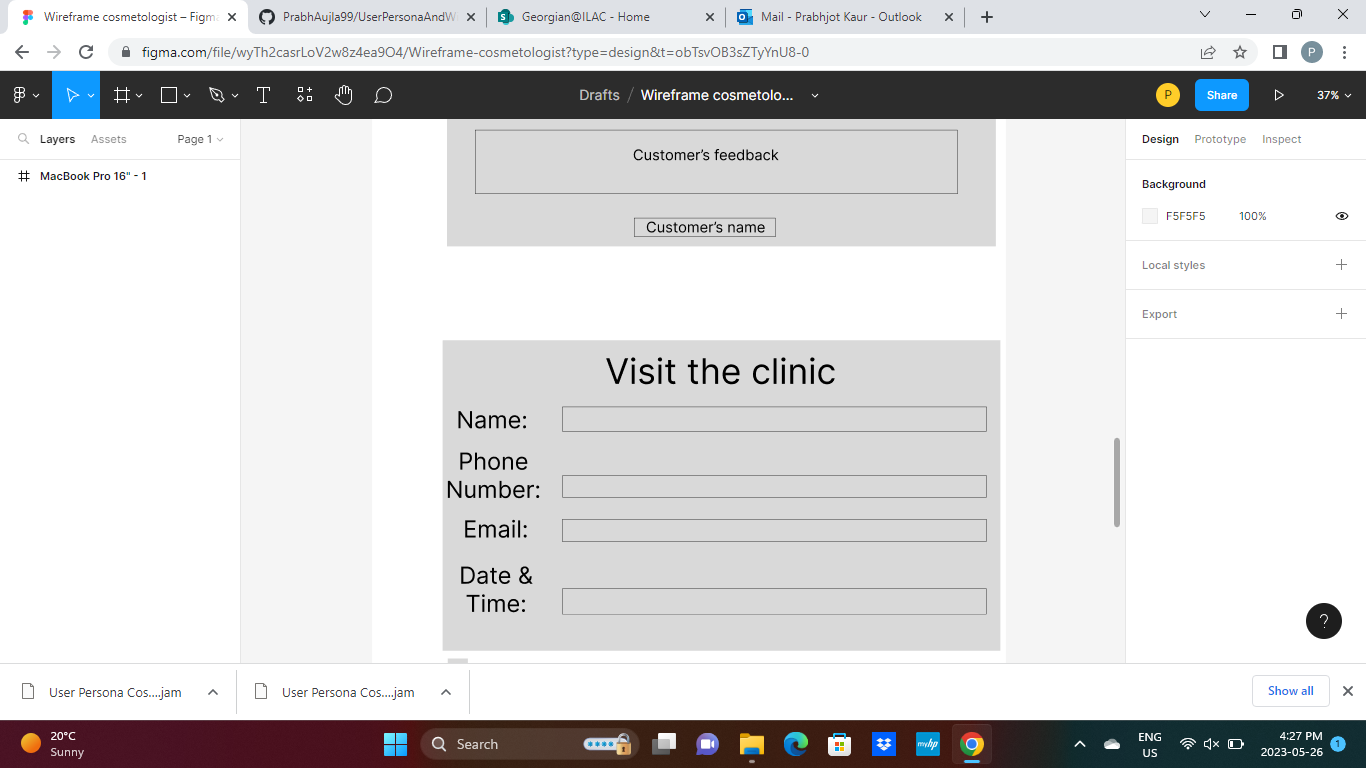 Wireframe cosmetologist – Figm
PrabhAujla99/UserPersonaAndW
Georgian@ILAC - Home
Mail - Prabhjot Kaur - Outlook
figma.com/file/wyTh2casrLoV2w8z4ea9O4/Wireframe-cosmetologist?type=design&t=obTsvOB3sZTyYnU8-0
P
Drafts / Wireframe cosmetolo...
P
Share
37%
Layers
Assets
Page 1
MacBook Pro 16" - 1
Customer's feedback
Customer's name
Visit the clinic
Name:
Phone
Number:
Email:
Date &
Time:
Design
Prototype
Inspect
Background
F5F5F5
100%
Local styles
Export
?
User Persona Cos....jam
User Persona Cos....jam
Show all
20°C
Sunny
Search
myhp
ENG
US
4:27 PM
2023-05-26
1